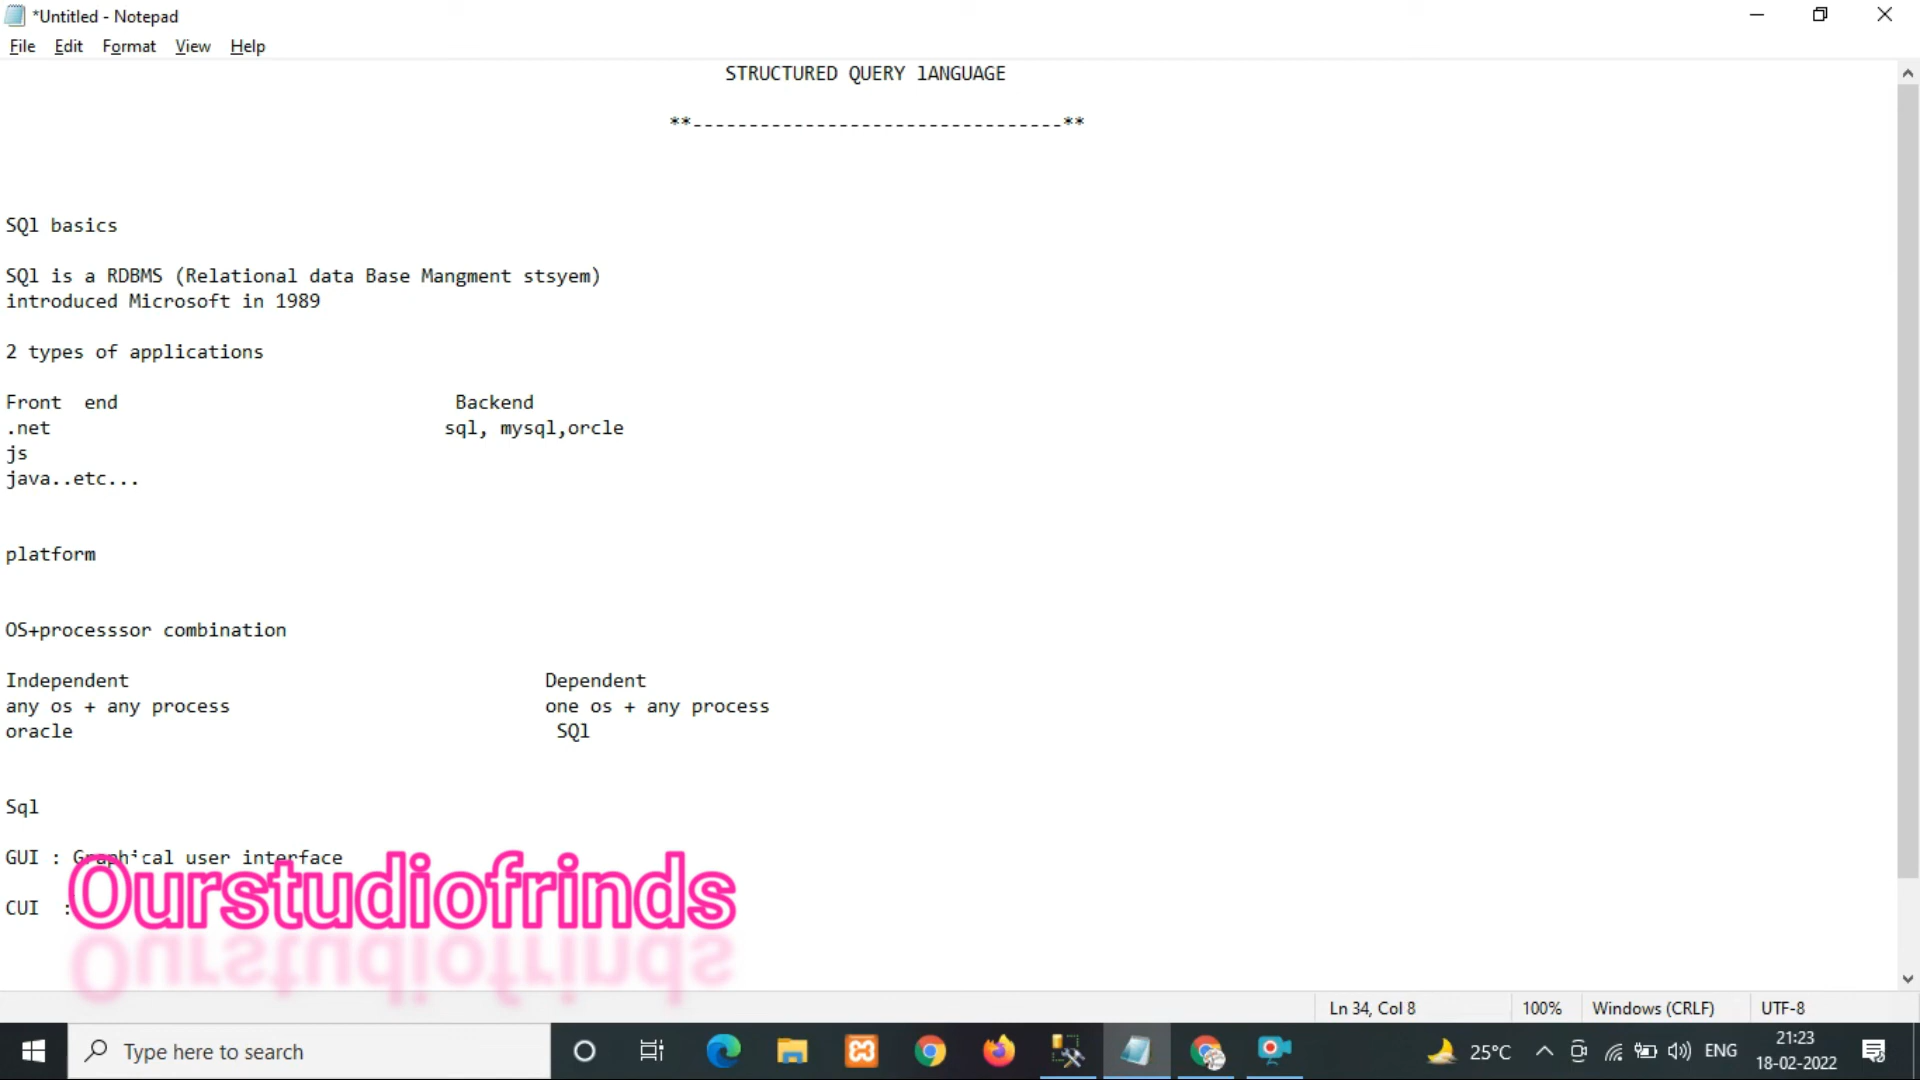 *Untitled - Notepad
File Edit Format View Help
STRUCTURED QUERY lANGUAGE
**---------------------------------**
SQl basics
SQl is a RDBMS (Relational data Base Mangment stsyem)
introduced Microsoft in 1989
2 types of applications
Front  end Backend
.net sql, mysql,orcle
js
java..etc...
platform
OS+processsor combination
Independent Dependent
any os + any process one os + any process
oracle SQl
Sql
GUI : Graphical user interface
CUI  :
Ourstudiofrinds
Ln 34, Col 8 100% Windows (CRLF) UTF-8
Type here to search 25°C ENG 21:23
18-02-2022